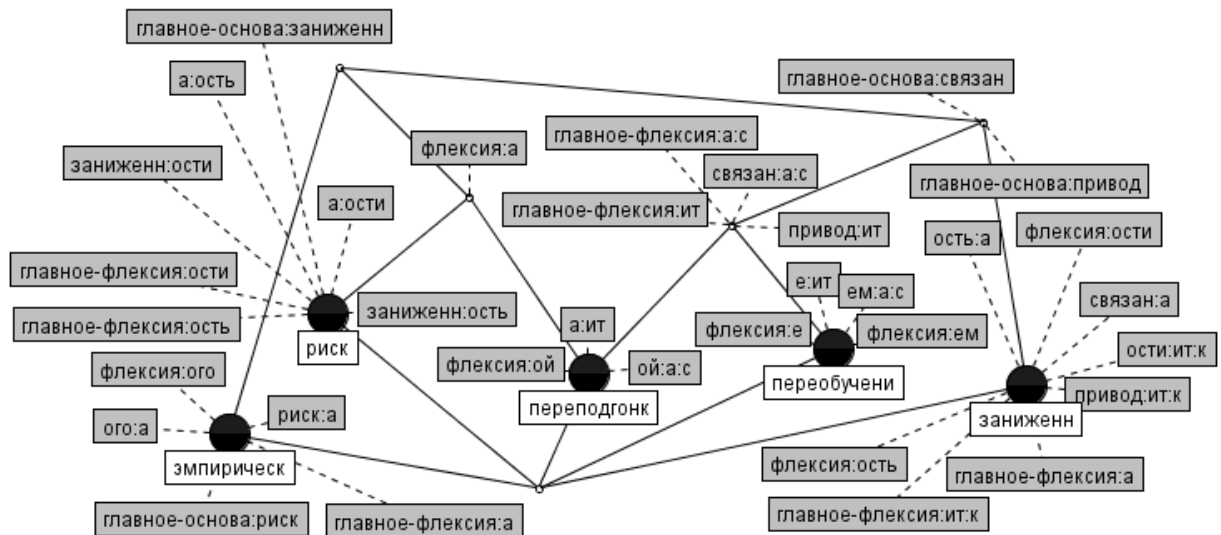 главное-основа:заниженн
а:ость
заниженн:ости
флексия:а
а:ости
главное-флексия:ости
главное-флексия:ость
заниженн:ость
риск
флексия:ого
ого:а
риск:а
эмпирическ
главное-основа:риск
главное-флексия:а
главное-основа:связан
главное-флексия:а:с
связан:а:с
главное-флексия:ит
привод:ит
главное-основа:привод
а:ит
флексия:ой
ой:а:с
переподгонк
е:ит
ем:а:с
флексия:е
флексия:ем
переобучени
ость:а
флексия:ости
связан:а
ости:ит:к
привод:ит:к
заниженн
флексия:ость
главное-флексия:а
главное-флексия:ит:к